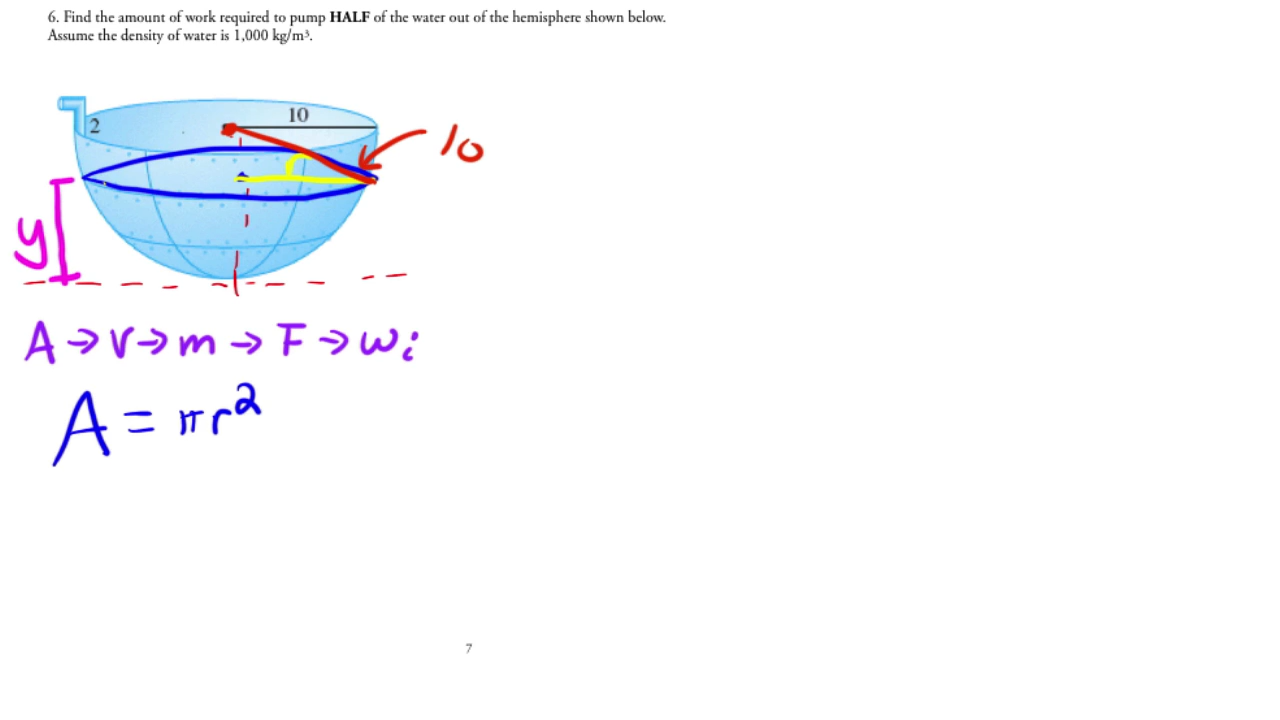 6. Find the amount of work required to pump HALF of the water out of the hemisphere shown below.
Assume the density of water is 1,000 kg/m³.
10
2
10
y
A → V → m → F → Wi
A = πr²
7